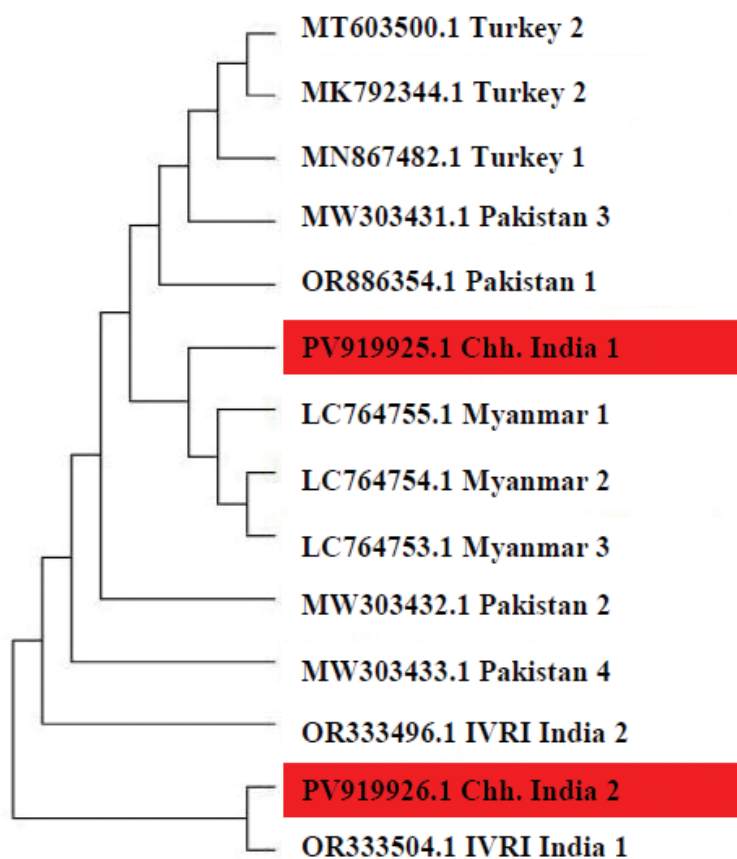 MT603500.1 Turkey 2
MK792344.1 Turkey 2
MN867482.1 Turkey 1
MW303431.1 Pakistan 3
OR886354.1 Pakistan 1
PV919925.1 Chh. India 1
LC764755.1 Myanmar 1
LC764754.1 Myanmar 2
LC764753.1 Myanmar 3
MW303432.1 Pakistan 2
MW303433.1 Pakistan 4
OR333496.1 IVRI India 2
PV919926.1 Chh. India 2
OR333504.1 IVRI India 1